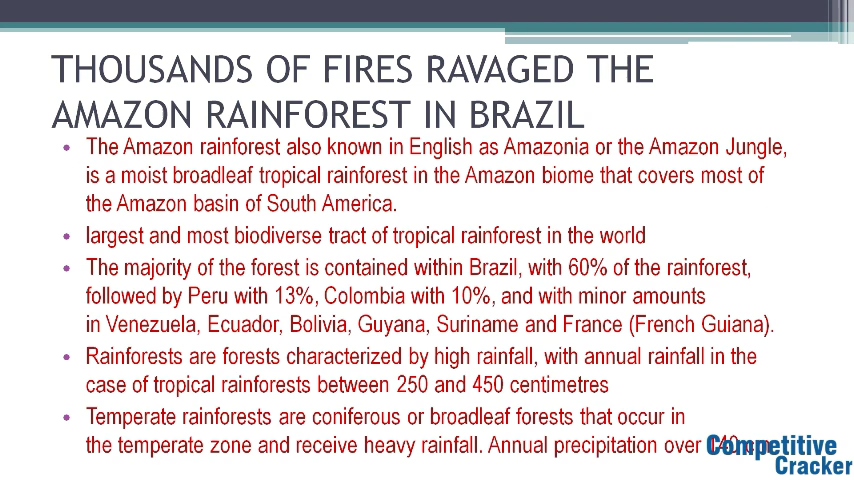 THOUSANDS OF FIRES RAVAGED THE
AMAZON RAINFOREST IN BRAZIL
• The Amazon rainforest also known in English as Amazonia or the Amazon Jungle,
is a moist broadleaf tropical rainforest in the Amazon biome that covers most of
the Amazon basin of South America.
• largest and most biodiverse tract of tropical rainforest in the world
• The majority of the forest is contained within Brazil, with 60% of the rainforest,
followed by Peru with 13%, Colombia with 10%, and with minor amounts
in Venezuela, Ecuador, Bolivia, Guyana, Suriname and France (French Guiana).
• Rainforests are forests characterized by high rainfall, with annual rainfall in the
case of tropical rainforests between 250 and 450 centimetres
• Temperate rainforests are coniferous or broadleaf forests that occur in
the temperate zone and receive heavy rainfall. Annual precipitation over
Competitive
Cracker